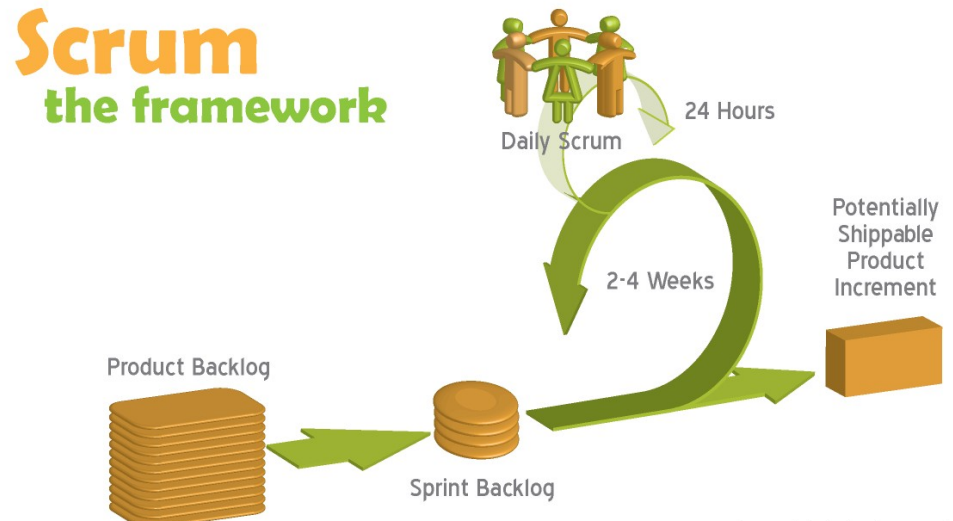 Scrum
the framework
24 Hours
Daily Scrum
Potentially
Shippable
Product
Increment
2-4 Weeks
Product Backlog
Sprint Backlog